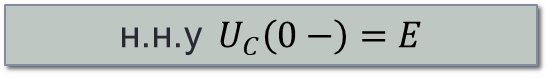 н.н.у U_C(0 −) = E